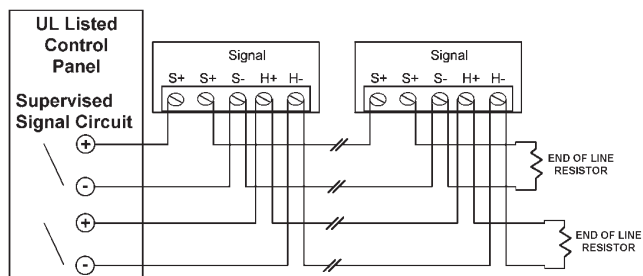 UL Listed
Control
Panel
Supervised
Signal Circuit
+
-
+
-
Signal
S+ S+ S- H+ H-
Signal
S+ S+ S- H+ H-
END OF LINE
RESISTOR
END OF LINE
RESISTOR